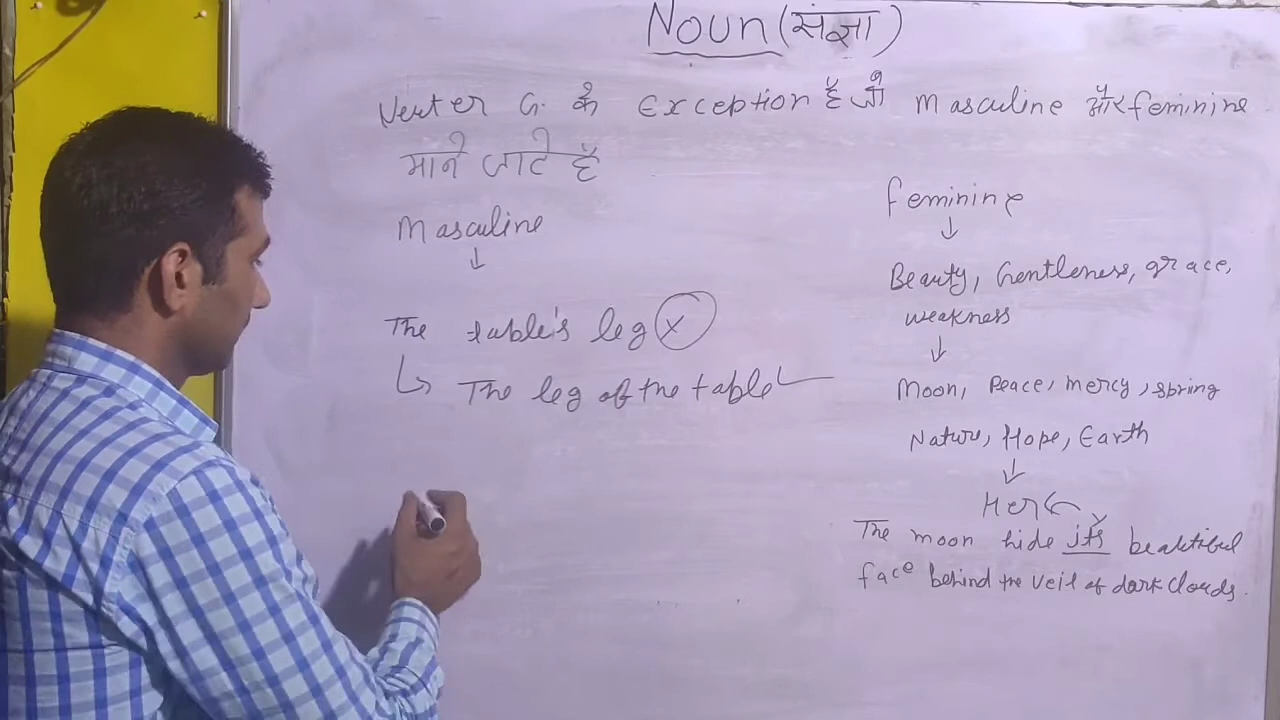 Noun (संज्ञा)
Neuter G. के Exception है जो Masculine और feminine
माने जाते है
Masculine
↓
The table's leg (x)
↳ The leg of the table ✓
feminine
↓
Beauty, Gentleness, grace,
weakness
↓
Moon, Peace, mercy, spring
Nature, Hope, Earth
↓
Her
The moon hide its beautiful
face behind the veil of dark clouds.